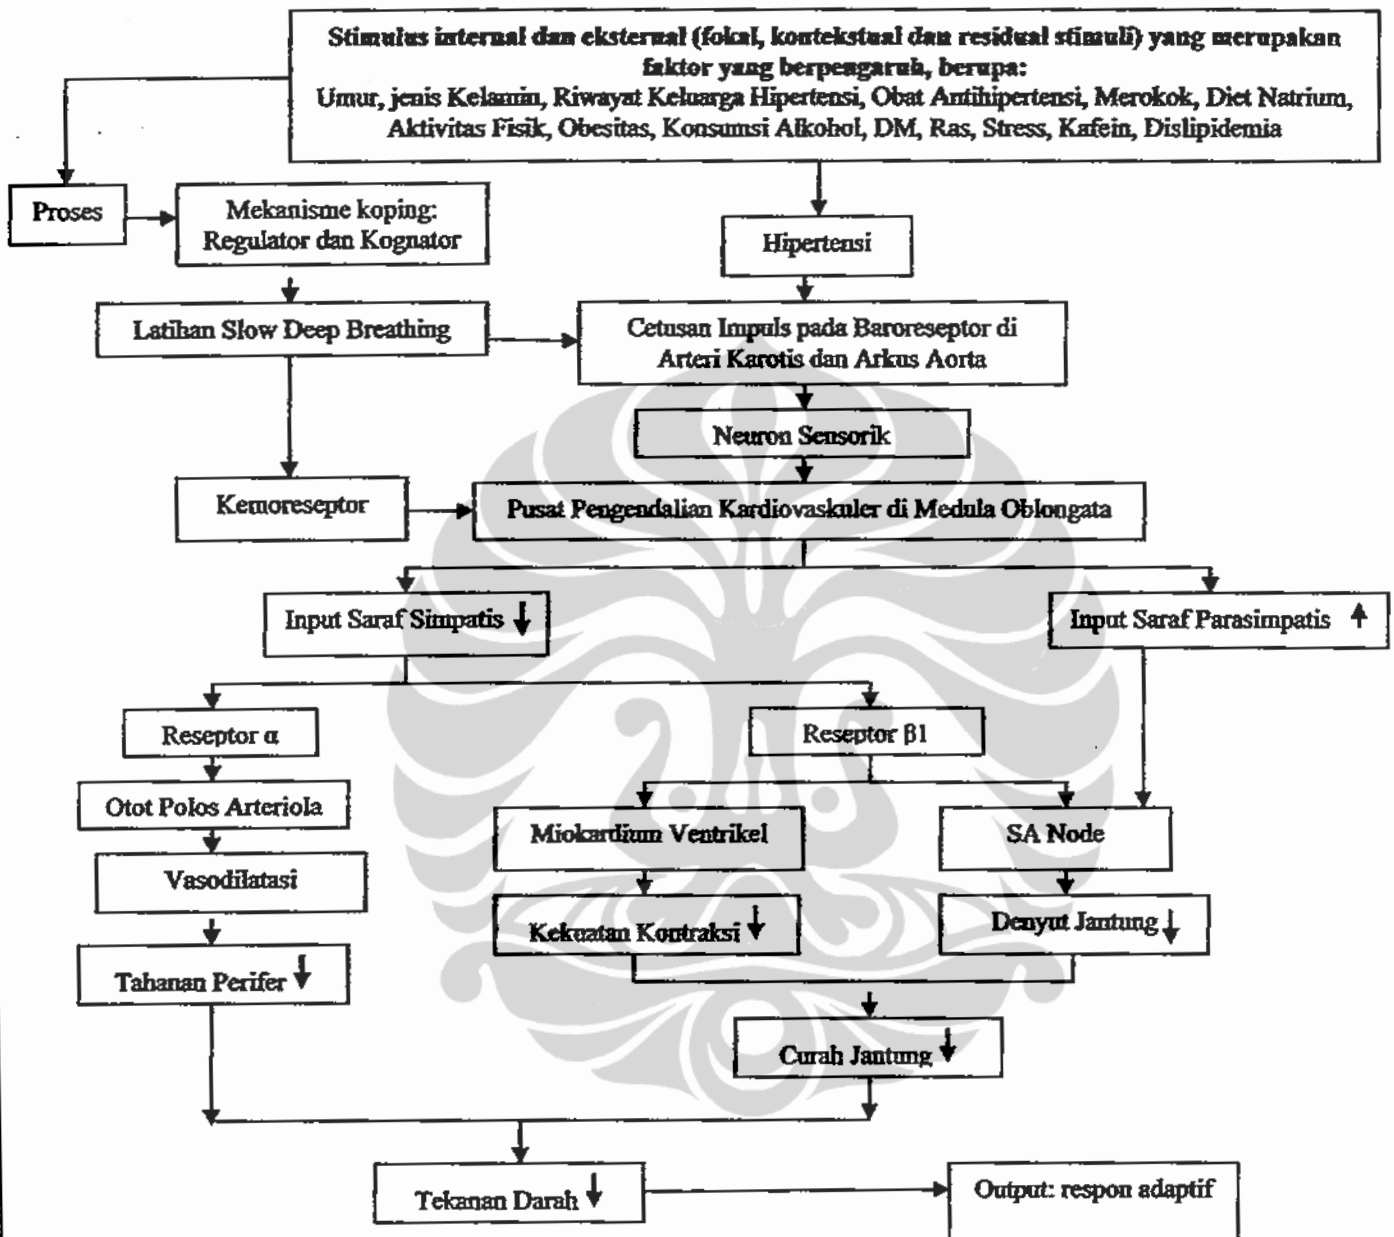 Stimulus internal dan eksternal (fokal, kontekstual dan residual stimuli) yang merupakan
faktor yang berpengaruh, berupa:
Umur, jenis Kelamin, Riwayat Keluarga Hipertensi, Obat Antihipertensi, Merokok, Diet Natrium,
Aktivitas Fisik, Obesitas, Konsumsi Alkohol, DM, Ras, Stress, Kafein, Dislipidemia
Proses
Mekanisme koping:
Regulator dan Kognator
Hipertensi
Latihan Slow Deep Breathing
Cetusan Impuls pada Baroreseptor di
Arteri Karotis dan Arkus Aorta
Neuron Sensorik
Kemoreseptor
Pusat Pengendalian Kardiovaskuler di Medula Oblongata
Input Saraf Simpatis ↓
Input Saraf Parasimpatis ↑
Reseptor α
Reseptor β1
Otot Polos Arteriola
Miokardium Ventrikel
SA Node
Vasodilatasi
Kekuatan Kontraksi ↓
Denyut Jantung ↓
Tahanan Perifer ↓
Curah Jantung ↓
Tekanan Darah ↓
Output: respon adaptif